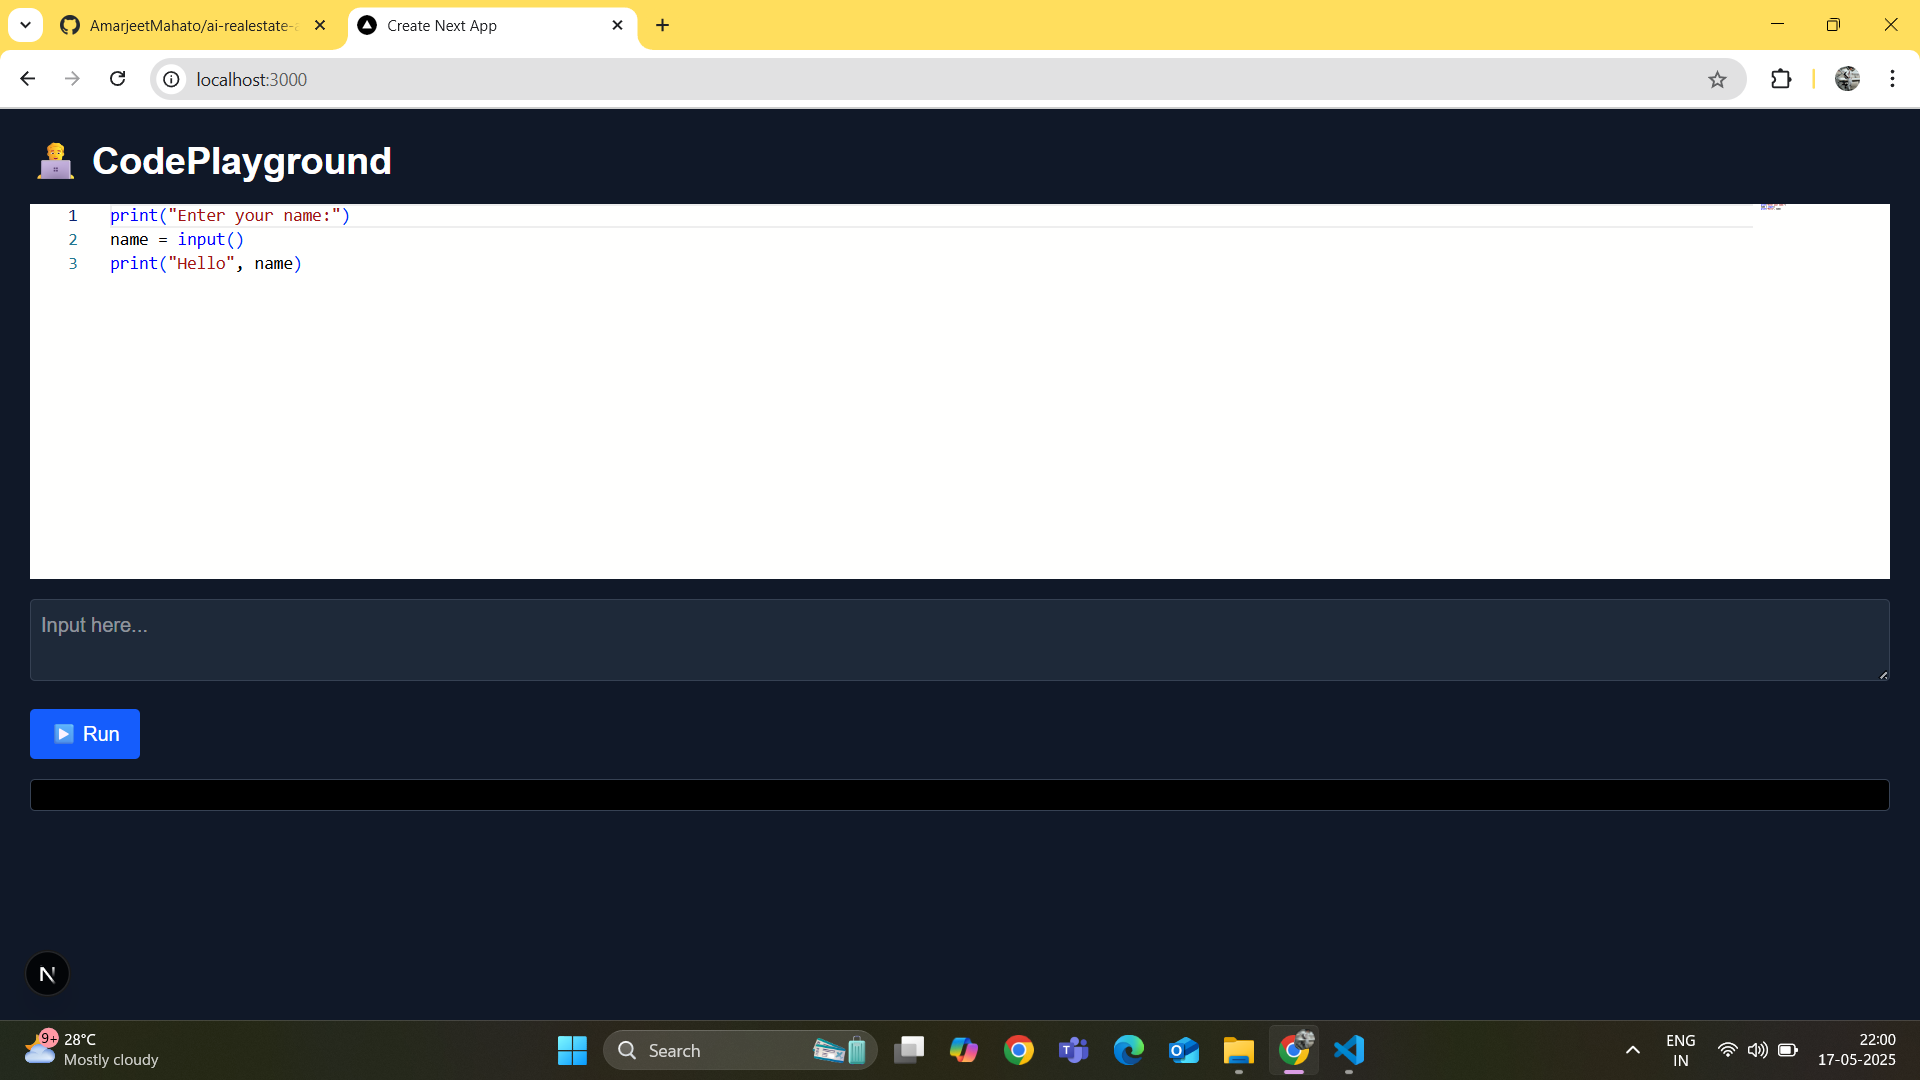 AmarjeetMahato/ai-realestate-a
Create Next App
localhost:3000
CodePlayground
1 print("Enter your name:")
2 name = input()
3 print("Hello", name)
Input here...
Run
N
9+
28°C
Mostly cloudy
Search
ENG
IN
22:00
17-05-2025